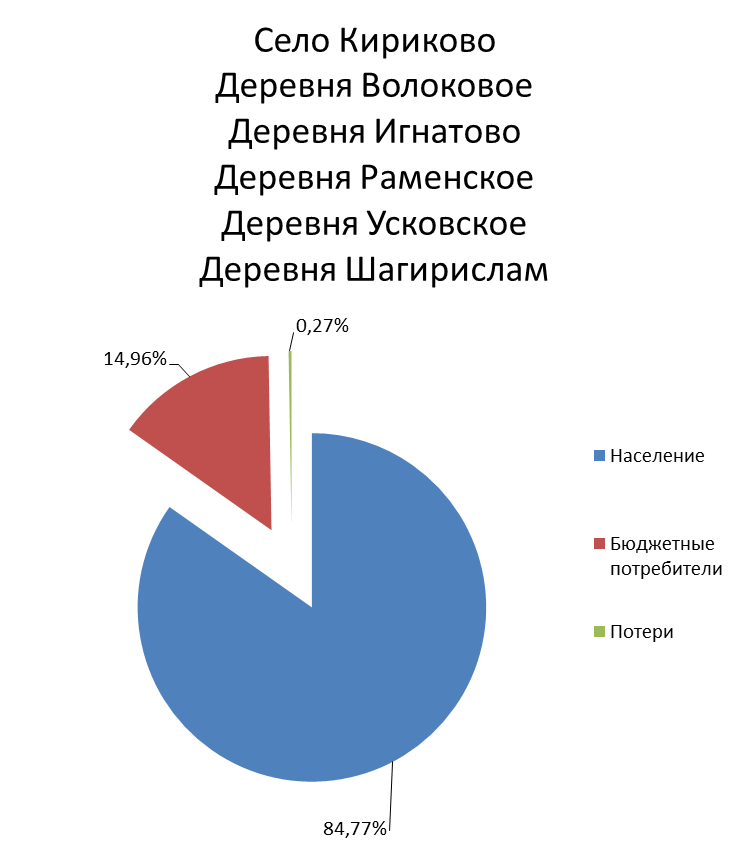 Село Кириково
Деревня Волоковое
Деревня Игнатово
Деревня Раменское
Деревня Усковское
Деревня Шагирислам
0,27%
14,96%
Население
Бюджетные
потребители
Потери
84,77%